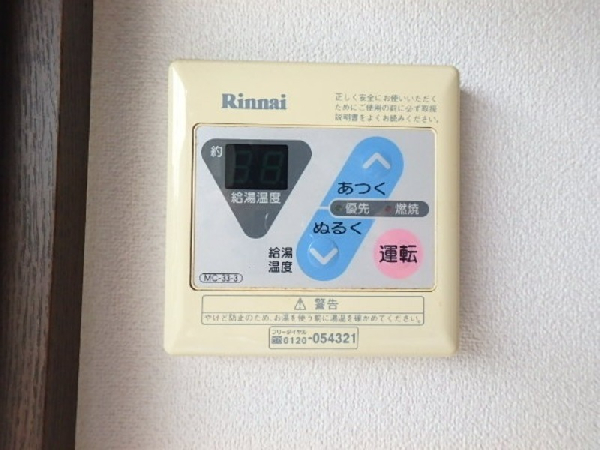 Rinnai
正しく安全にお使いいただく
ためにご使用の前に必ず取扱
説明書をよくお読みください。
約
給湯温度
あつく
優先 燃焼
ぬるく
給湯
温度
運転
MC-33-3
警告
やけど防止のため、お湯を使う前に湯温を確かめてください。
フリーダイヤル
0120-054321